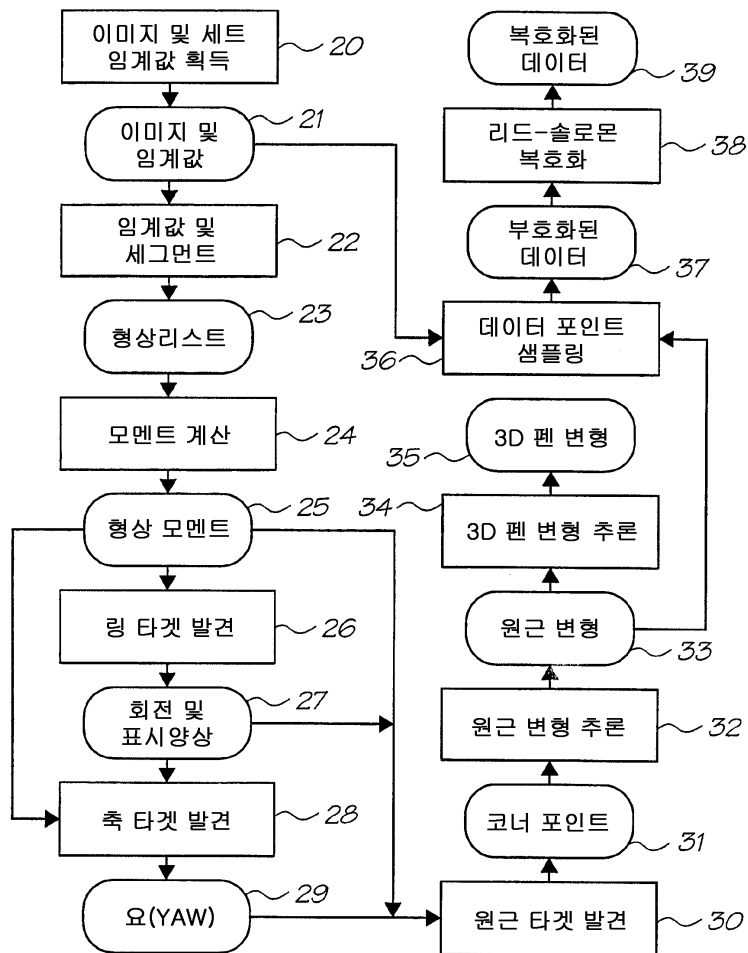 이미지 및 세트
임계값 획득
20
이미지 및
임계값
21
임계값 및
세그먼트
22
형상리스트
23
모멘트 계산
24
형상 모멘트
25
링 타겟 발견
26
회전 및
표시양상
27
축 타겟 발견
28
요(YAW)
29
복호화된
데이터
39
리드-솔로몬
복호화
38
부호화된
데이터
37
데이터 포인트
샘플링
36
3D 펜 변형
35
34
3D 펜 변형 추론
원근 변형
33
원근 변형 추론
32
코너 포인트
31
원근 타겟 발견
30